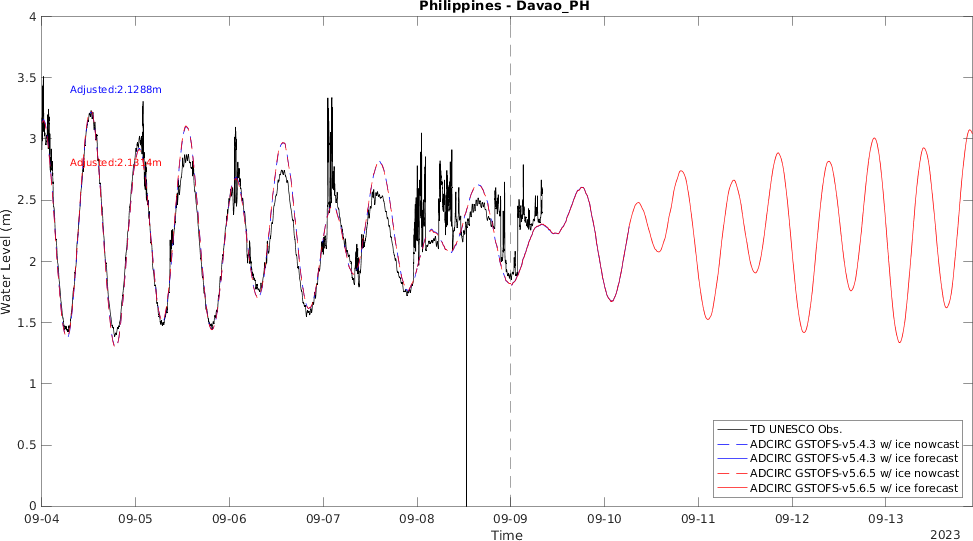 Philippines - Davao_PH
4
3.5
3
2.5
2
1.5
1
0.5
0
Water Level (m)
Adjusted:2.1288m
Adjusted:2.1314m
TD UNESCO Obs.
ADCIRC GSTOFS-v5.4.3 w/ ice nowcast
ADCIRC GSTOFS-v5.4.3 w/ ice forecast
ADCIRC GSTOFS-v5.6.5 w/ ice nowcast
ADCIRC GSTOFS-v5.6.5 w/ ice forecast
09-04 09-05 09-06 09-07 09-08 09-09 09-10 09-11 09-12 09-13
Time
2023